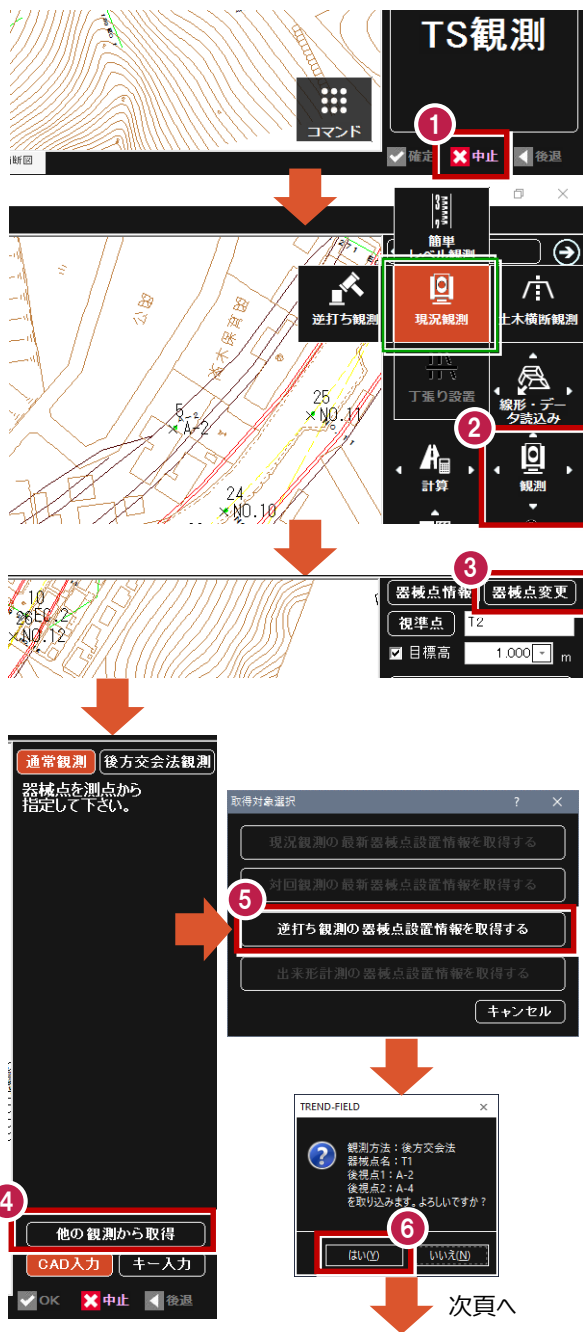 TS観測
コマンド
1
断図
確定
中止
後退
簡単
レベル観測
逆打ち観測
現況観測
土木横断観測
丁張り設置
線形・デー
タ読込み
2
計算
観測
公 園
5
A-2
25
NO.11
24
NO.10
271
3
器械点情報
器械点変更
視準点
T2
目標高
1.000
m
10
26EC.2
NO.12
通常観測
後方交会法観測
器械点を測点から
指定して下さい。
取得対象選択
?
×
現況観測の最新器械点設置情報を取得する
対回観測の最新器械点設置情報を取得する
5
逆打ち観測の器械点設置情報を取得する
出来形計測の器械点設置情報を取得する
キャンセル
TREND-FIELD
×
観測方法:後方交会法
器械点名:T1
後視点1:A-2
後視点2:A-4
を取り込みます。よろしいですか?
6
はい(Y)
いいえ(N)
4
他の観測から取得
CAD入力
キー入力
OK
中止
後退
次頁へ